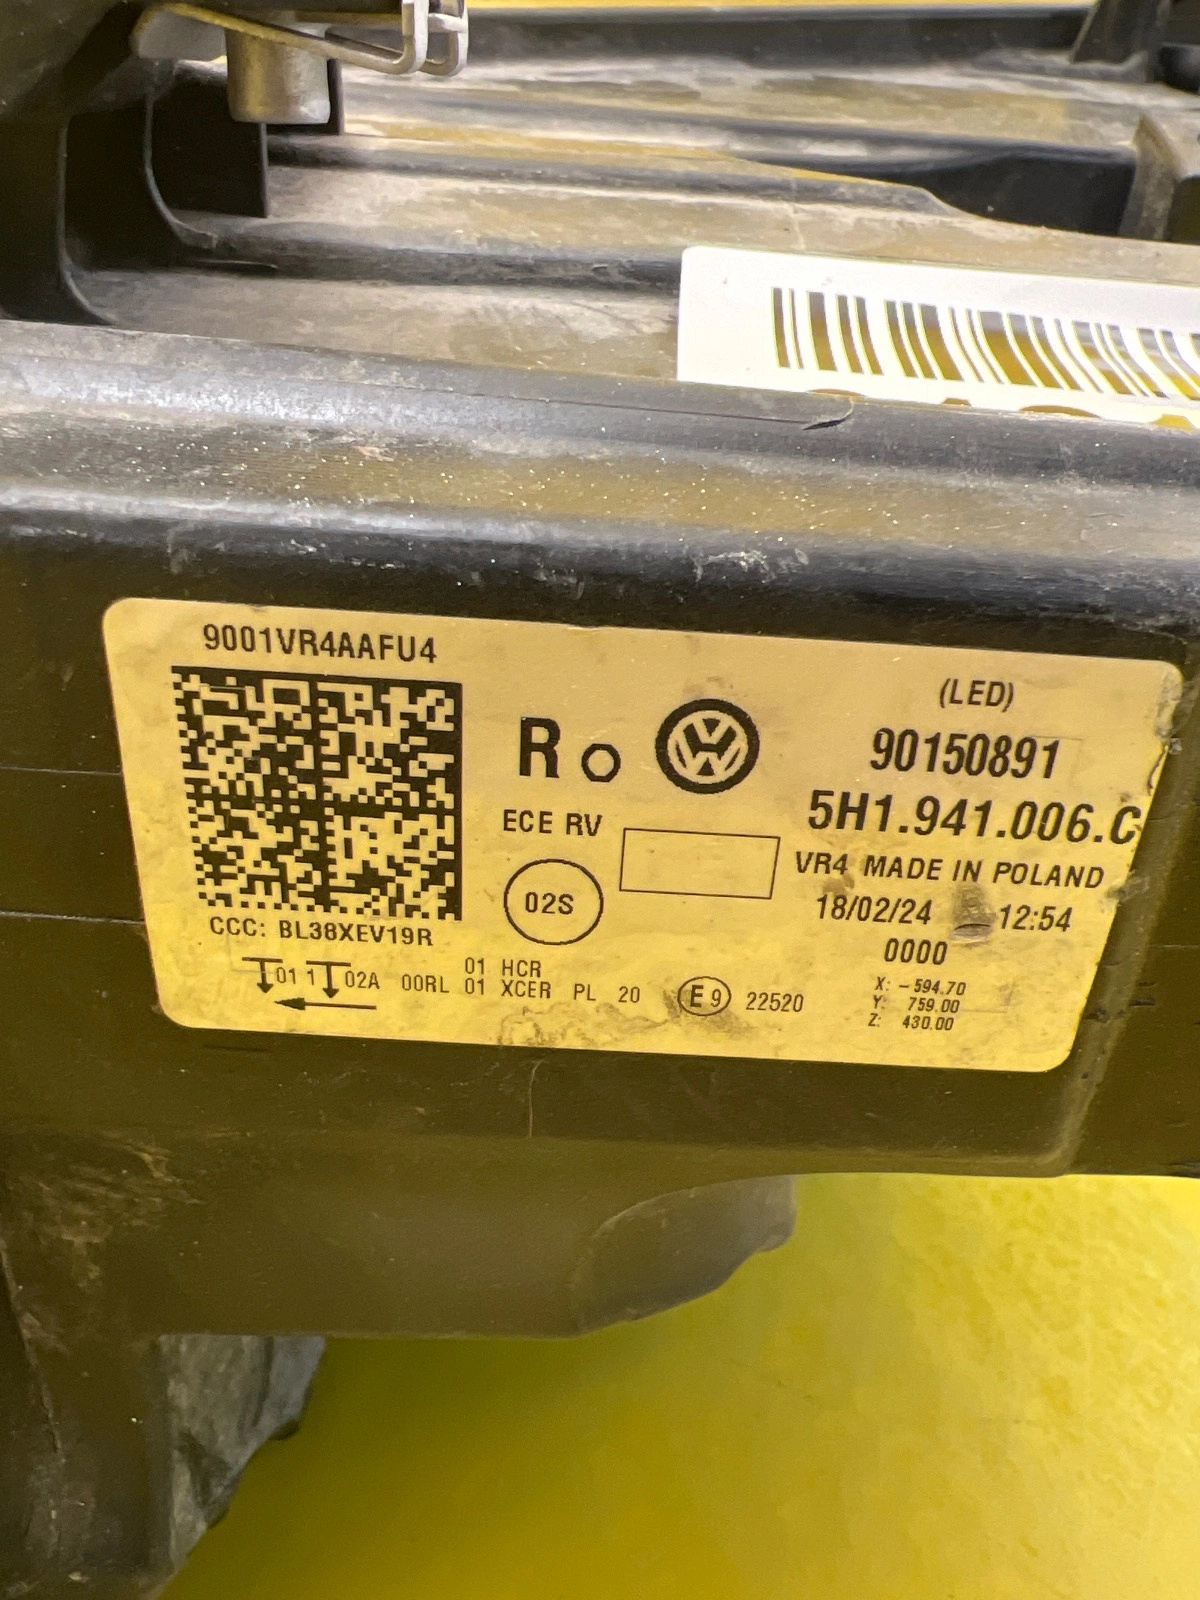 9001VR4AAFU4
CCC: BL38XEV19R
R
ECE RV
02S
(LED)
90150891
5H1.941.006.C
VR4 MADE IN POLAND
18/02/24 12:54
0000
X: -594.70
Y: 759.00
Z: 430.00
01 1 02A 00RL 01 HCR
01 XCER PL 20 E9 22520